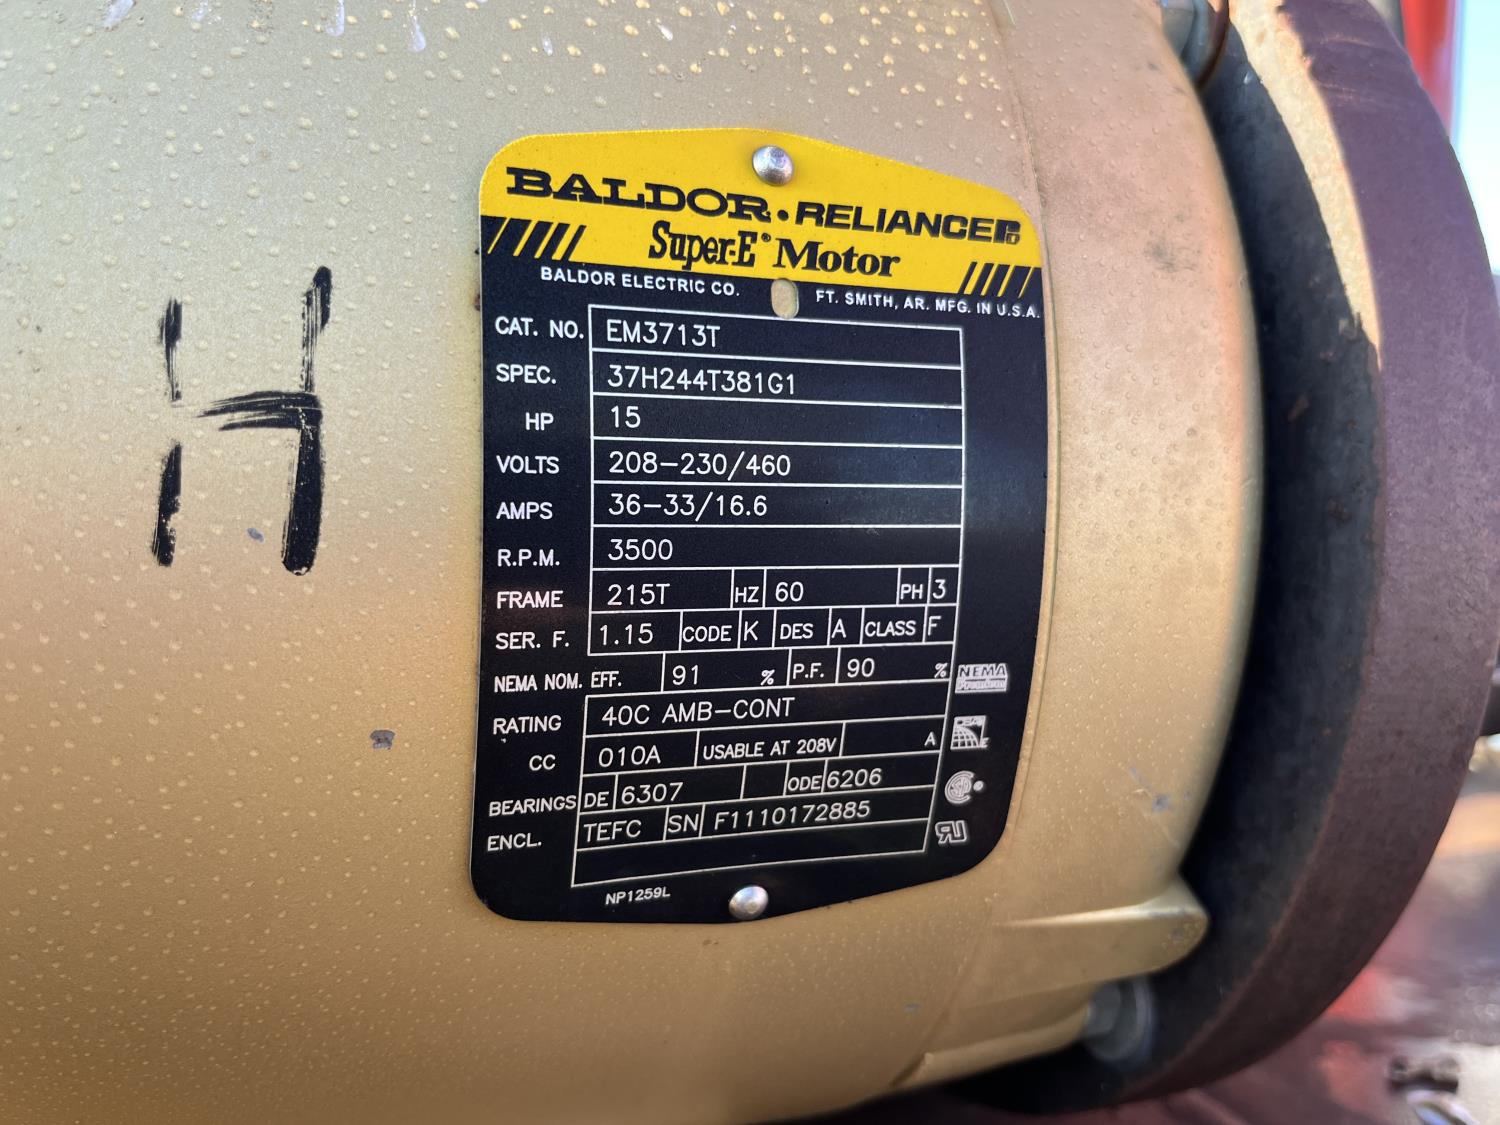 H
BALDOR • RELIANCE
Super-E® Motor
BALDOR ELECTRIC CO. FT. SMITH, AR. MFG. IN U.S.A.
CAT. NO. EM3713T
SPEC. 37H244T381G1
HP 15
VOLTS 208-230/460
AMPS 36-33/16.6
R.P.M. 3500
FRAME 215T HZ 60 PH 3
SER. F. 1.15 CODE K DES A CLASS F
NEMA NOM. EFF. 91 % P.F. 90 %
NEMA
RATING 40C AMB-CONT
CC 010A USABLE AT 208V A
BEARINGS DE 6307 ODE 6206
ENCL. TEFC SN F1110172885
NP1259L